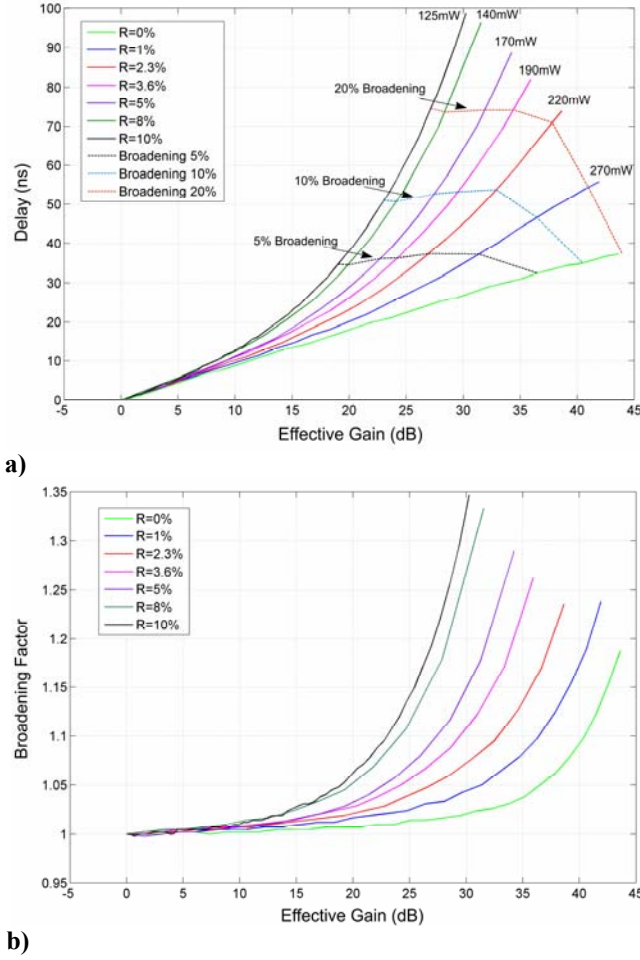 100
90
80
70
60
50
40
30
20
10
0
Delay (ns)
R=0%
R=1%
R=2.3%
R=3.6%
R=5%
R=8%
R=10%
Broadening 5%
Broadening 10%
Broadening 20%
125mW
140mW
170mW
190mW
220mW
270mW
20% Broadening
10% Broadening
5% Broadening
-5 0 5 10 15 20 25 30 35 40 45
Effective Gain (dB)
a)
1.35
1.3
1.25
1.2
1.15
1.1
1.05
1
0.95
Broadening Factor
R=0%
R=1%
R=2.3%
R=3.6%
R=5%
R=8%
R=10%
-5 0 5 10 15 20 25 30 35 40 45
Effective Gain (dB)
b)